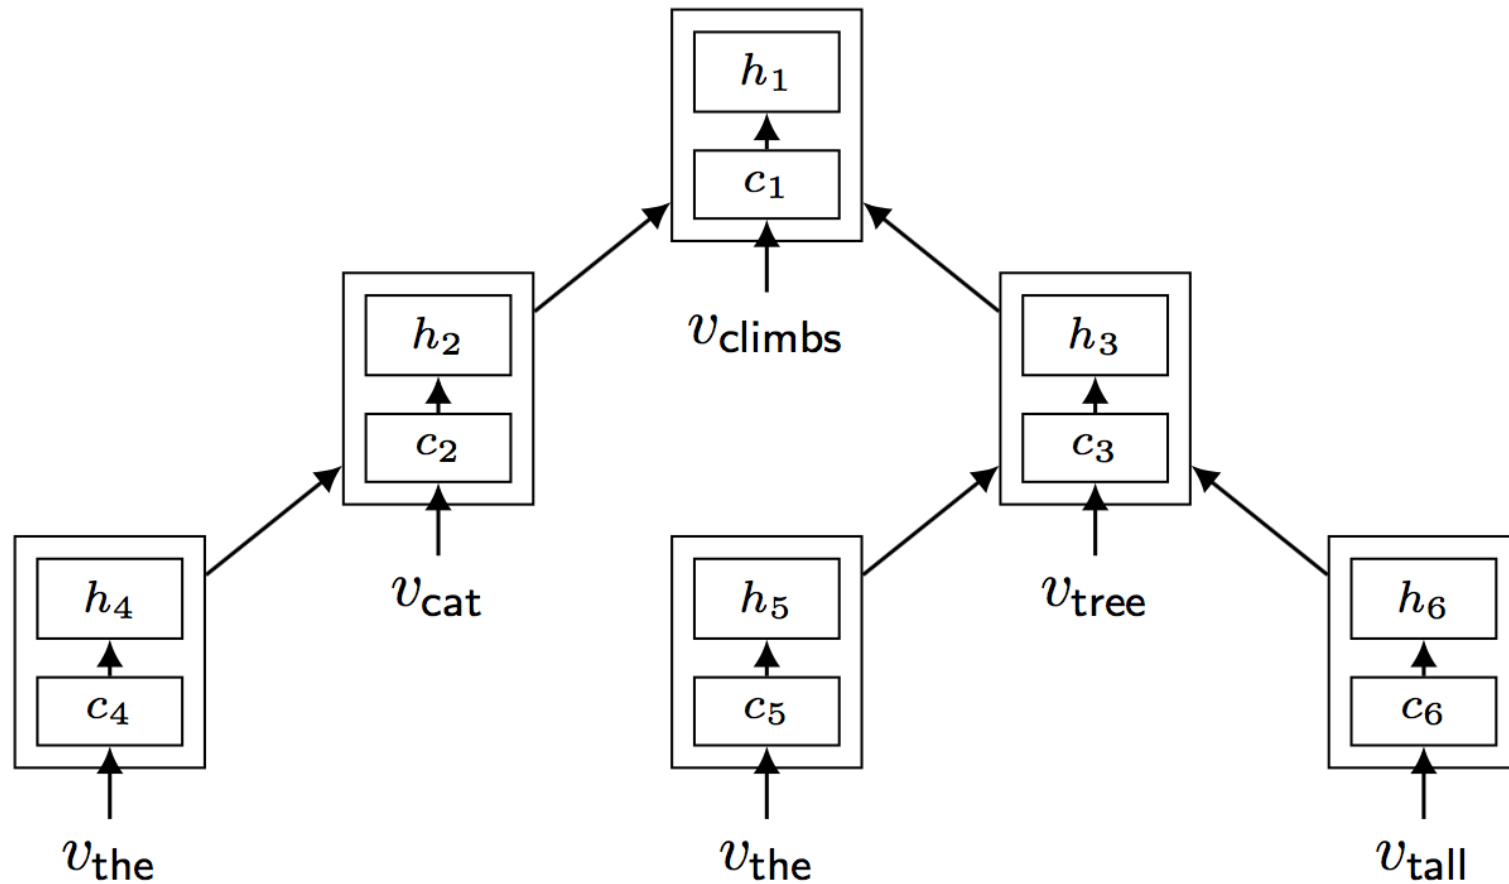 h₁
c₁
v_climbs
h₂ h₃
c₂ c₃
v_cat v_tree
h₄ h₅ h₆
c₄ c₅ c₆
v_the v_the v_tall